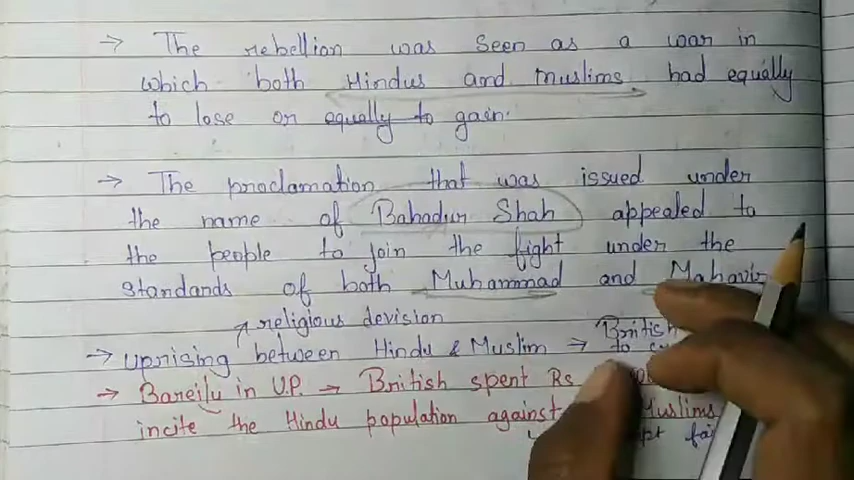 → The rebellion was seen as a war in
which both Hindus and Muslims had equally
to lose or equally to gain.
→ The proclamation that was issued under
the name of Bahadur Shah appealed to
the people to join the fight under the
standards of both Muhammad and Mahavir
religious devision
→ uprising between Hindu & Muslim → British
to
→ Bareilu in U.P. → British spent Rs
incite the Hindu population against Muslims